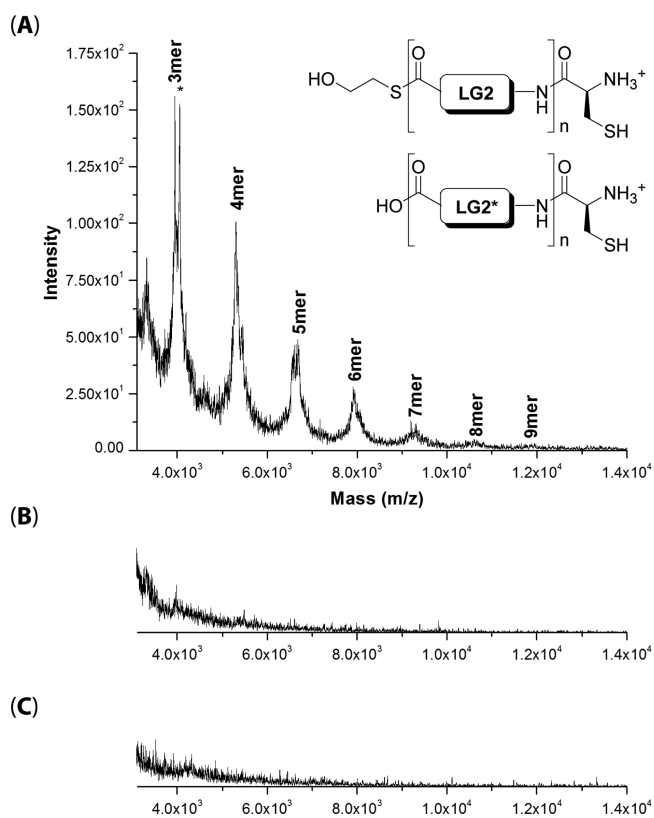 (A)
1.75x10²
1.50x10²
1.25x10²
1.00x10²
7.50x10¹
5.00x10¹
2.50x10¹
0.00
Intensity
* 3mer
4mer
5mer
6mer
7mer
8mer
9mer
HO S O LG2 N H O n NH₃⁺ SH
HO O LG2* N H O n NH₃⁺ SH
4.0x10³ 6.0x10³ 8.0x10³ 1.0x10⁴ 1.2x10⁴ 1.4x10⁴
Mass (m/z)
(B)
4.0x10³ 6.0x10³ 8.0x10³ 1.0x10⁴ 1.2x10⁴ 1.4x10⁴
(C)
4.0x10³ 6.0x10³ 8.0x10³ 1.0x10⁴ 1.2x10⁴ 1.4x10⁴